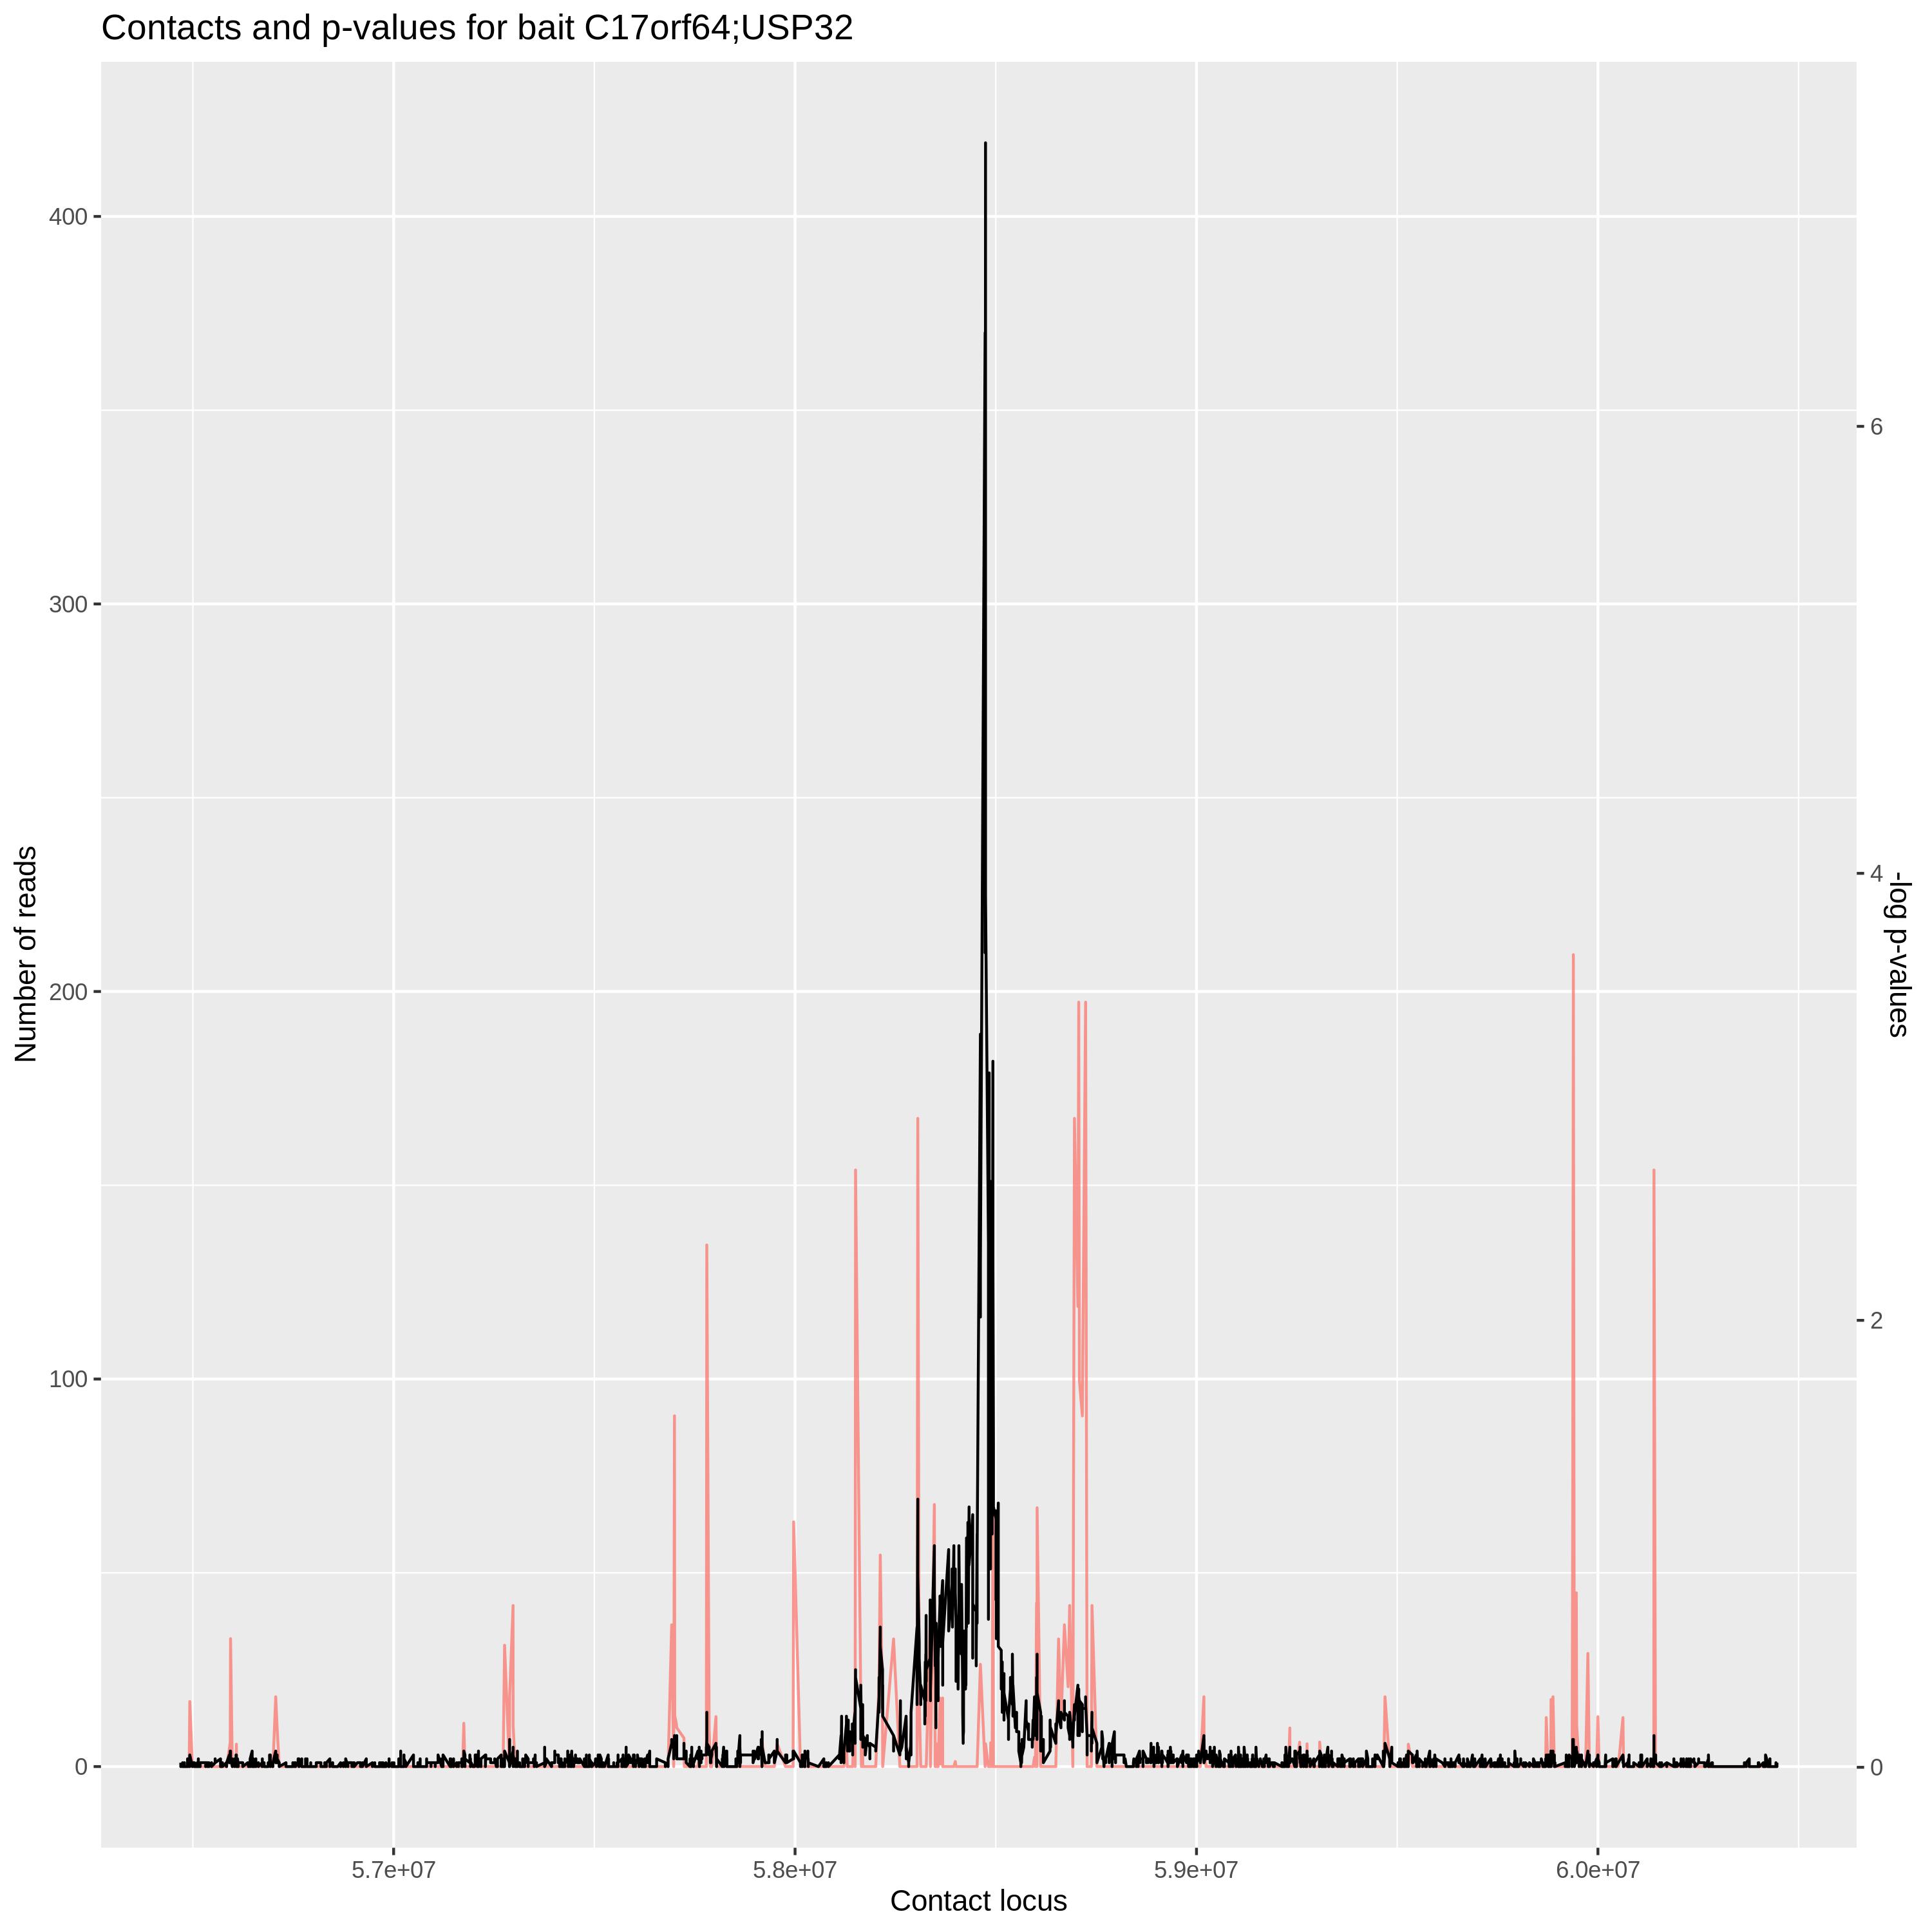 Contacts and p-values for bait C17orf64;USP32
400
300
200
100
0
Number of reads
6
4
2
0
-log p-values
5.7e+07
5.8e+07
5.9e+07
6.0e+07
Contact locus